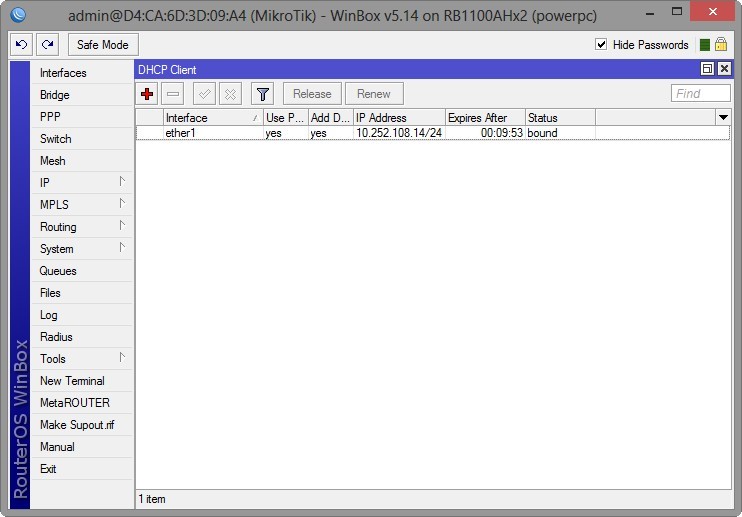 admin@D4:CA:6D:3D:09:A4 (MikroTik) - WinBox v5.14 on RB1100AHx2 (powerpc)
Safe Mode
Hide Passwords
RouterOS WinBox
Interfaces
Bridge
PPP
Switch
Mesh
IP
MPLS
Routing
System
Queues
Files
Log
Radius
Tools
New Terminal
MetaROUTER
Make Supout.rif
Manual
Exit
DHCP Client
Release Renew Find
Interface Use P... Add D... IP Address Expires After Status
ether1 yes yes 10.252.108.14/24 00:09:53 bound
1 item